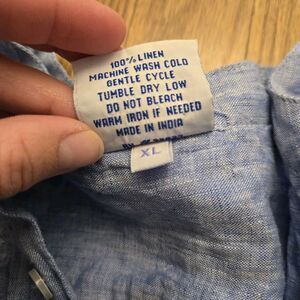 100% LINEN
MACHINE WASH COLD
GENTLE CYCLE
TUMBLE DRY LOW
DO NOT BLEACH
WARM IRON IF NEEDED
MADE IN INDIA
XL